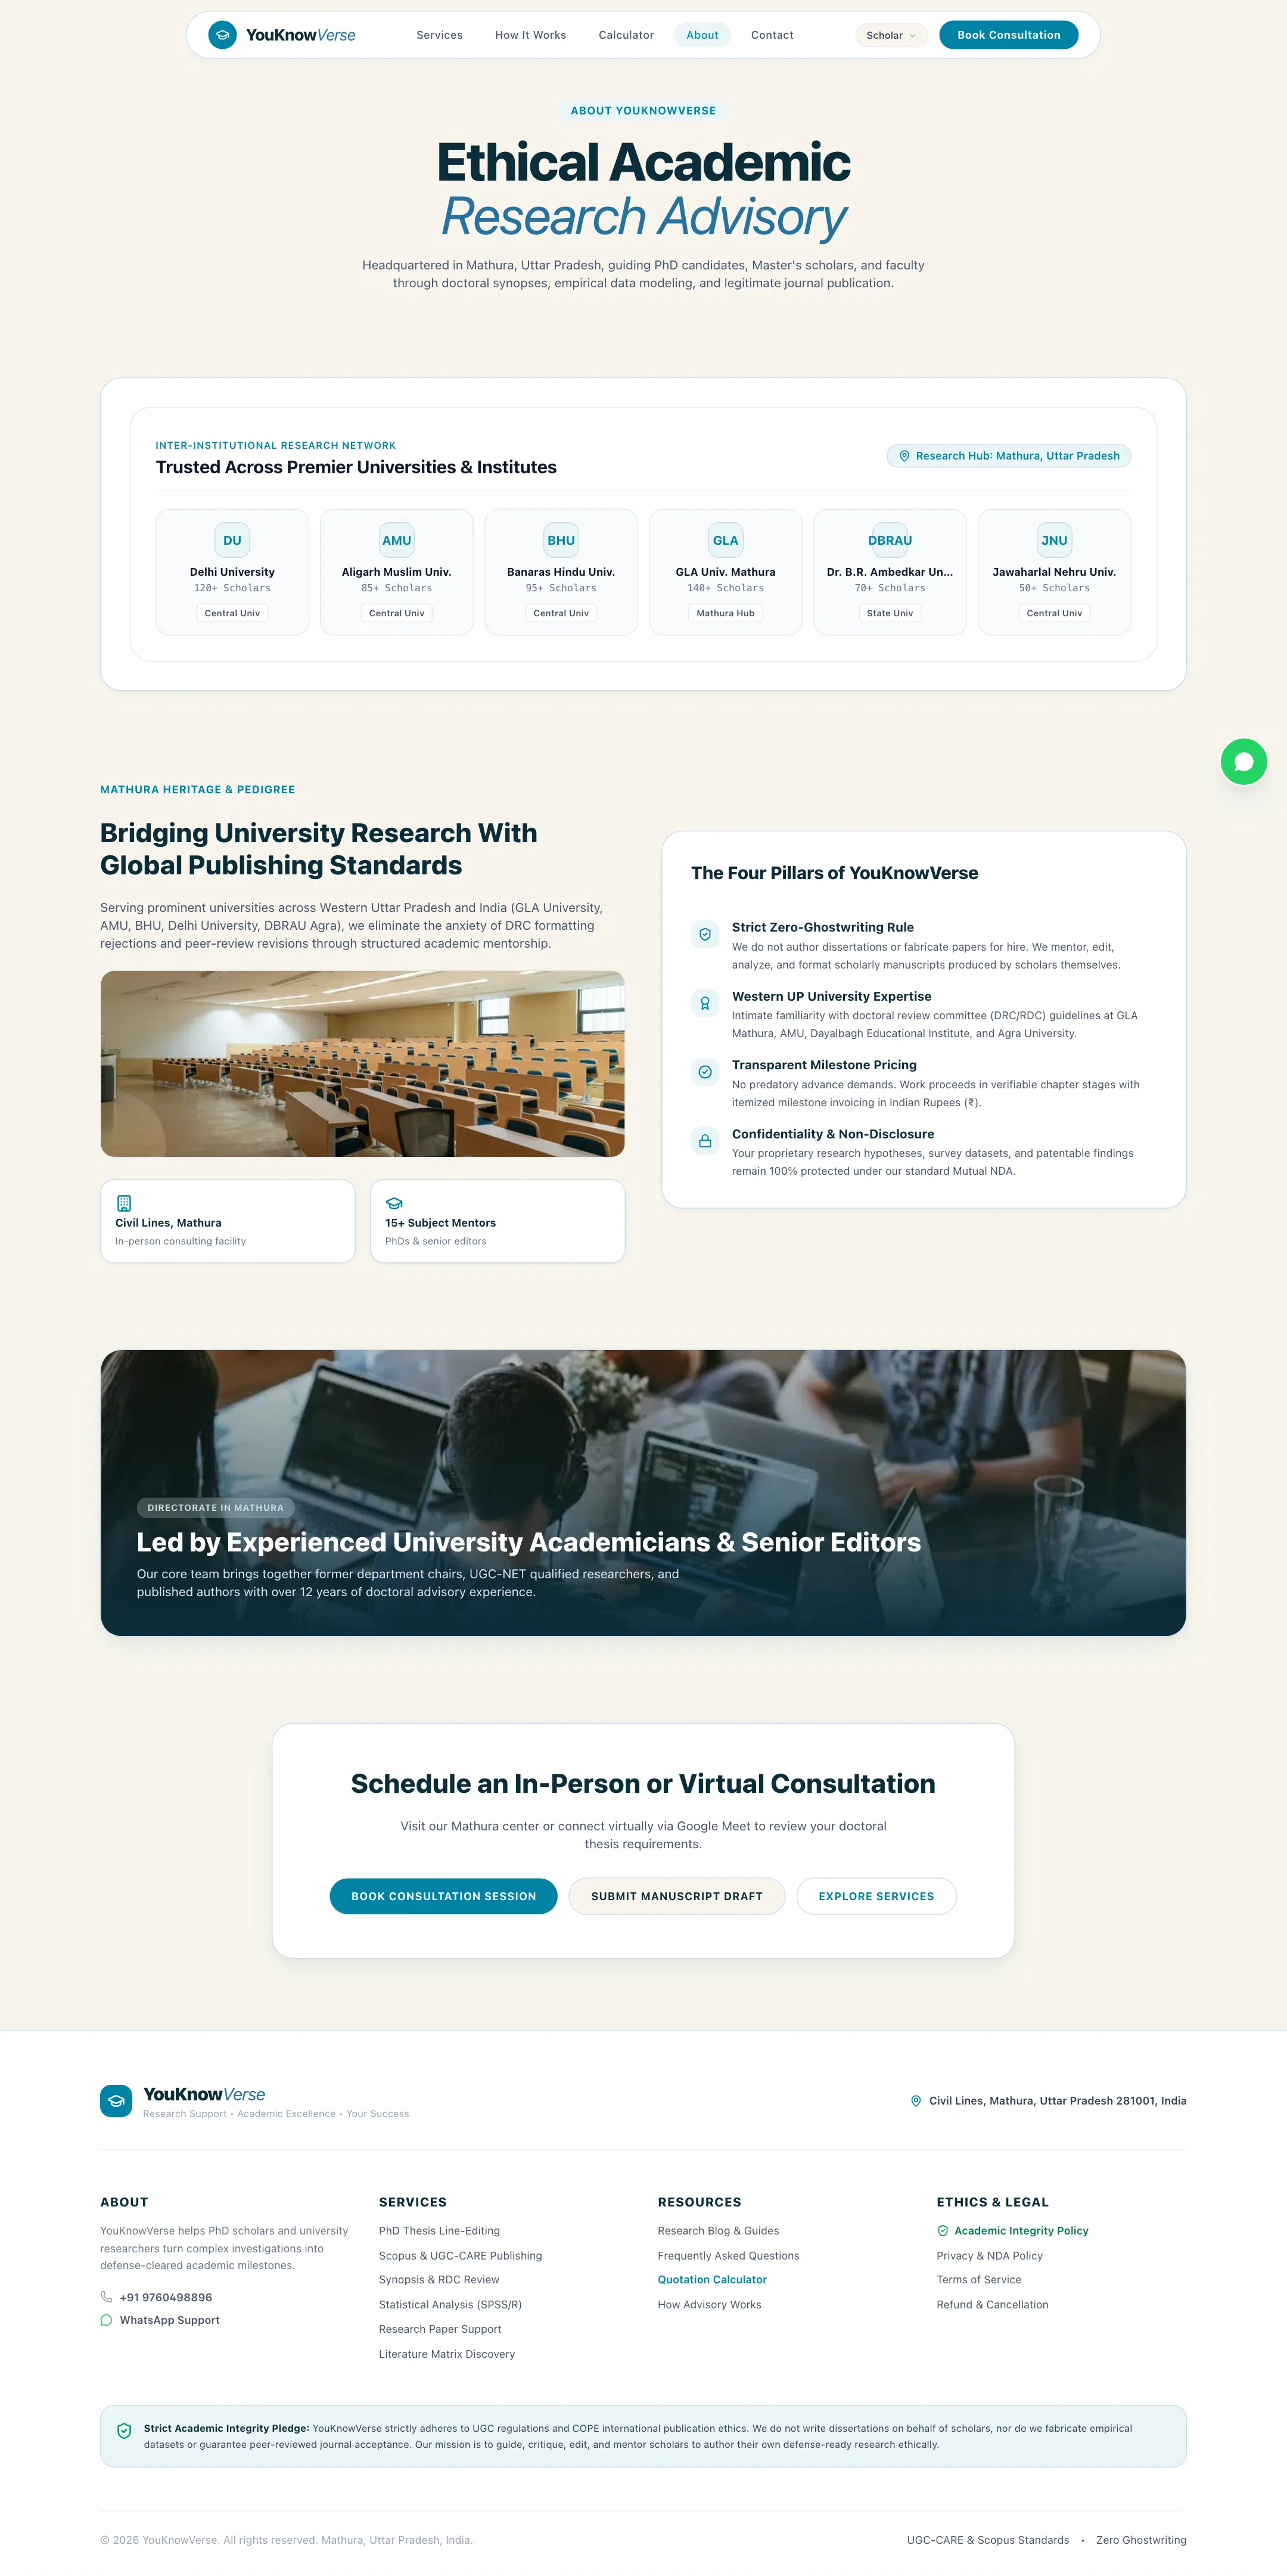 YouKnowVerse
Services
How It Works
Calculator
About
Contact
Scholar
Book Consultation
ABOUT YOUKNOWVERSE
Ethical Academic
Research Advisory
Headquartered in Mathura, Uttar Pradesh, guiding PhD candidates, Master's scholars, and faculty
through doctoral synopses, empirical data modeling, and legitimate journal publication.
INTER-INSTITUTIONAL RESEARCH NETWORK
Trusted Across Premier Universities & Institutes
Research Hub: Mathura, Uttar Pradesh
DU
Delhi University
120+ Scholars
Central Univ
AMU
Aligarh Muslim Univ.
85+ Scholars
Central Univ
BHU
Banaras Hindu Univ.
95+ Scholars
Central Univ
GLA
GLA Univ. Mathura
140+ Scholars
Mathura Hub
DBRAU
Dr. B.R. Ambedkar Un...
70+ Scholars
State Univ
JNU
Jawaharlal Nehru Univ.
50+ Scholars
Central Univ
MATHURA HERITAGE & PEDIGREE
Bridging University Research With
Global Publishing Standards
Serving prominent universities across Western Uttar Pradesh and India (GLA University,
AMU, BHU, Delhi University, DBRAU Agra), we eliminate the anxiety of DRC formatting
rejections and peer-review revisions through structured academic mentorship.
Civil Lines, Mathura
In-person consulting facility
15+ Subject Mentors
PhDs & senior editors
The Four Pillars of YouKnowVerse
Strict Zero-Ghostwriting Rule
We do not author dissertations or fabricate papers for hire. We mentor, edit,
analyze, and format scholarly manuscripts produced by scholars themselves.
Western UP University Expertise
Intimate familiarity with doctoral review committee (DRC/RDC) guidelines at GLA
Mathura, AMU, Dayalbagh Educational Institute, and Agra University.
Transparent Milestone Pricing
No predatory advance demands. Work proceeds in verifiable chapter stages with
itemized milestone invoicing in Indian Rupees (₹).
Confidentiality & Non-Disclosure
Your proprietary research hypotheses, survey datasets, and patentable findings
remain 100% protected under our standard Mutual NDA.
DIRECTORATE IN MATHURA
Led by Experienced University Academicians & Senior Editors
Our core team brings together former department chairs, UGC-NET qualified researchers, and
published authors with over 12 years of doctoral advisory experience.
Schedule an In-Person or Virtual Consultation
Visit our Mathura center or connect virtually via Google Meet to review your doctoral
thesis requirements.
BOOK CONSULTATION SESSION
SUBMIT MANUSCRIPT DRAFT
EXPLORE SERVICES
YouKnowVerse
Research Support • Academic Excellence • Your Success
Civil Lines, Mathura, Uttar Pradesh 281001, India
ABOUT
YouKnowVerse helps PhD scholars and university
researchers turn complex investigations into
defense-cleared academic milestones.
+91 9760498896
WhatsApp Support
SERVICES
PhD Thesis Line-Editing
Scopus & UGC-CARE Publishing
Synopsis & RDC Review
Statistical Analysis (SPSS/R)
Research Paper Support
Literature Matrix Discovery
RESOURCES
Research Blog & Guides
Frequently Asked Questions
Quotation Calculator
How Advisory Works
ETHICS & LEGAL
Academic Integrity Policy
Privacy & NDA Policy
Terms of Service
Refund & Cancellation
Strict Academic Integrity Pledge: YouKnowVerse strictly adheres to UGC regulations and COPE international publication ethics. We do not write dissertations on behalf of scholars, nor do we fabricate empirical
datasets or guarantee peer-reviewed journal acceptance. Our mission is to guide, critique, edit, and mentor scholars to author their own defense-ready research ethically.
© 2026 YouKnowVerse. All rights reserved. Mathura, Uttar Pradesh, India.
UGC-CARE & Scopus Standards • Zero Ghostwriting